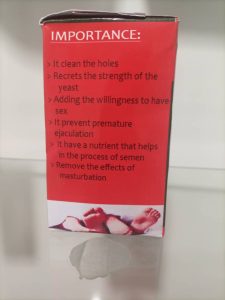 IMPORTANCE:
> It clean the holes
> Recrets the strength of the
yeast
> Adding the willingness to have
sex
> It prevent premature
ejaculation
> It have a nutrient that helps
in the process of semen
> Remove the effects of
masturbation